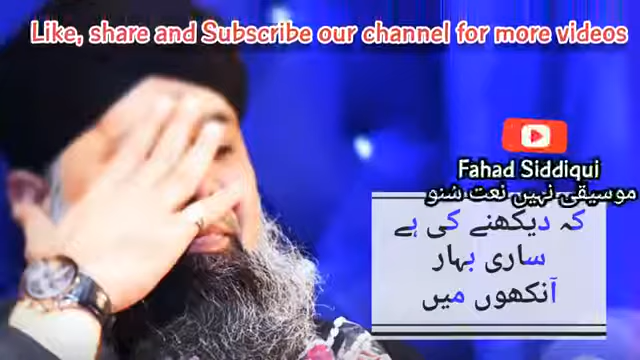 Like, share and Subscribe our channel for more videos
Fahad Siddiqui
موسیقی نہیں نعت سُنو
کہ دیکھنے کی ہے
ساری بہار
آنکھوں میں